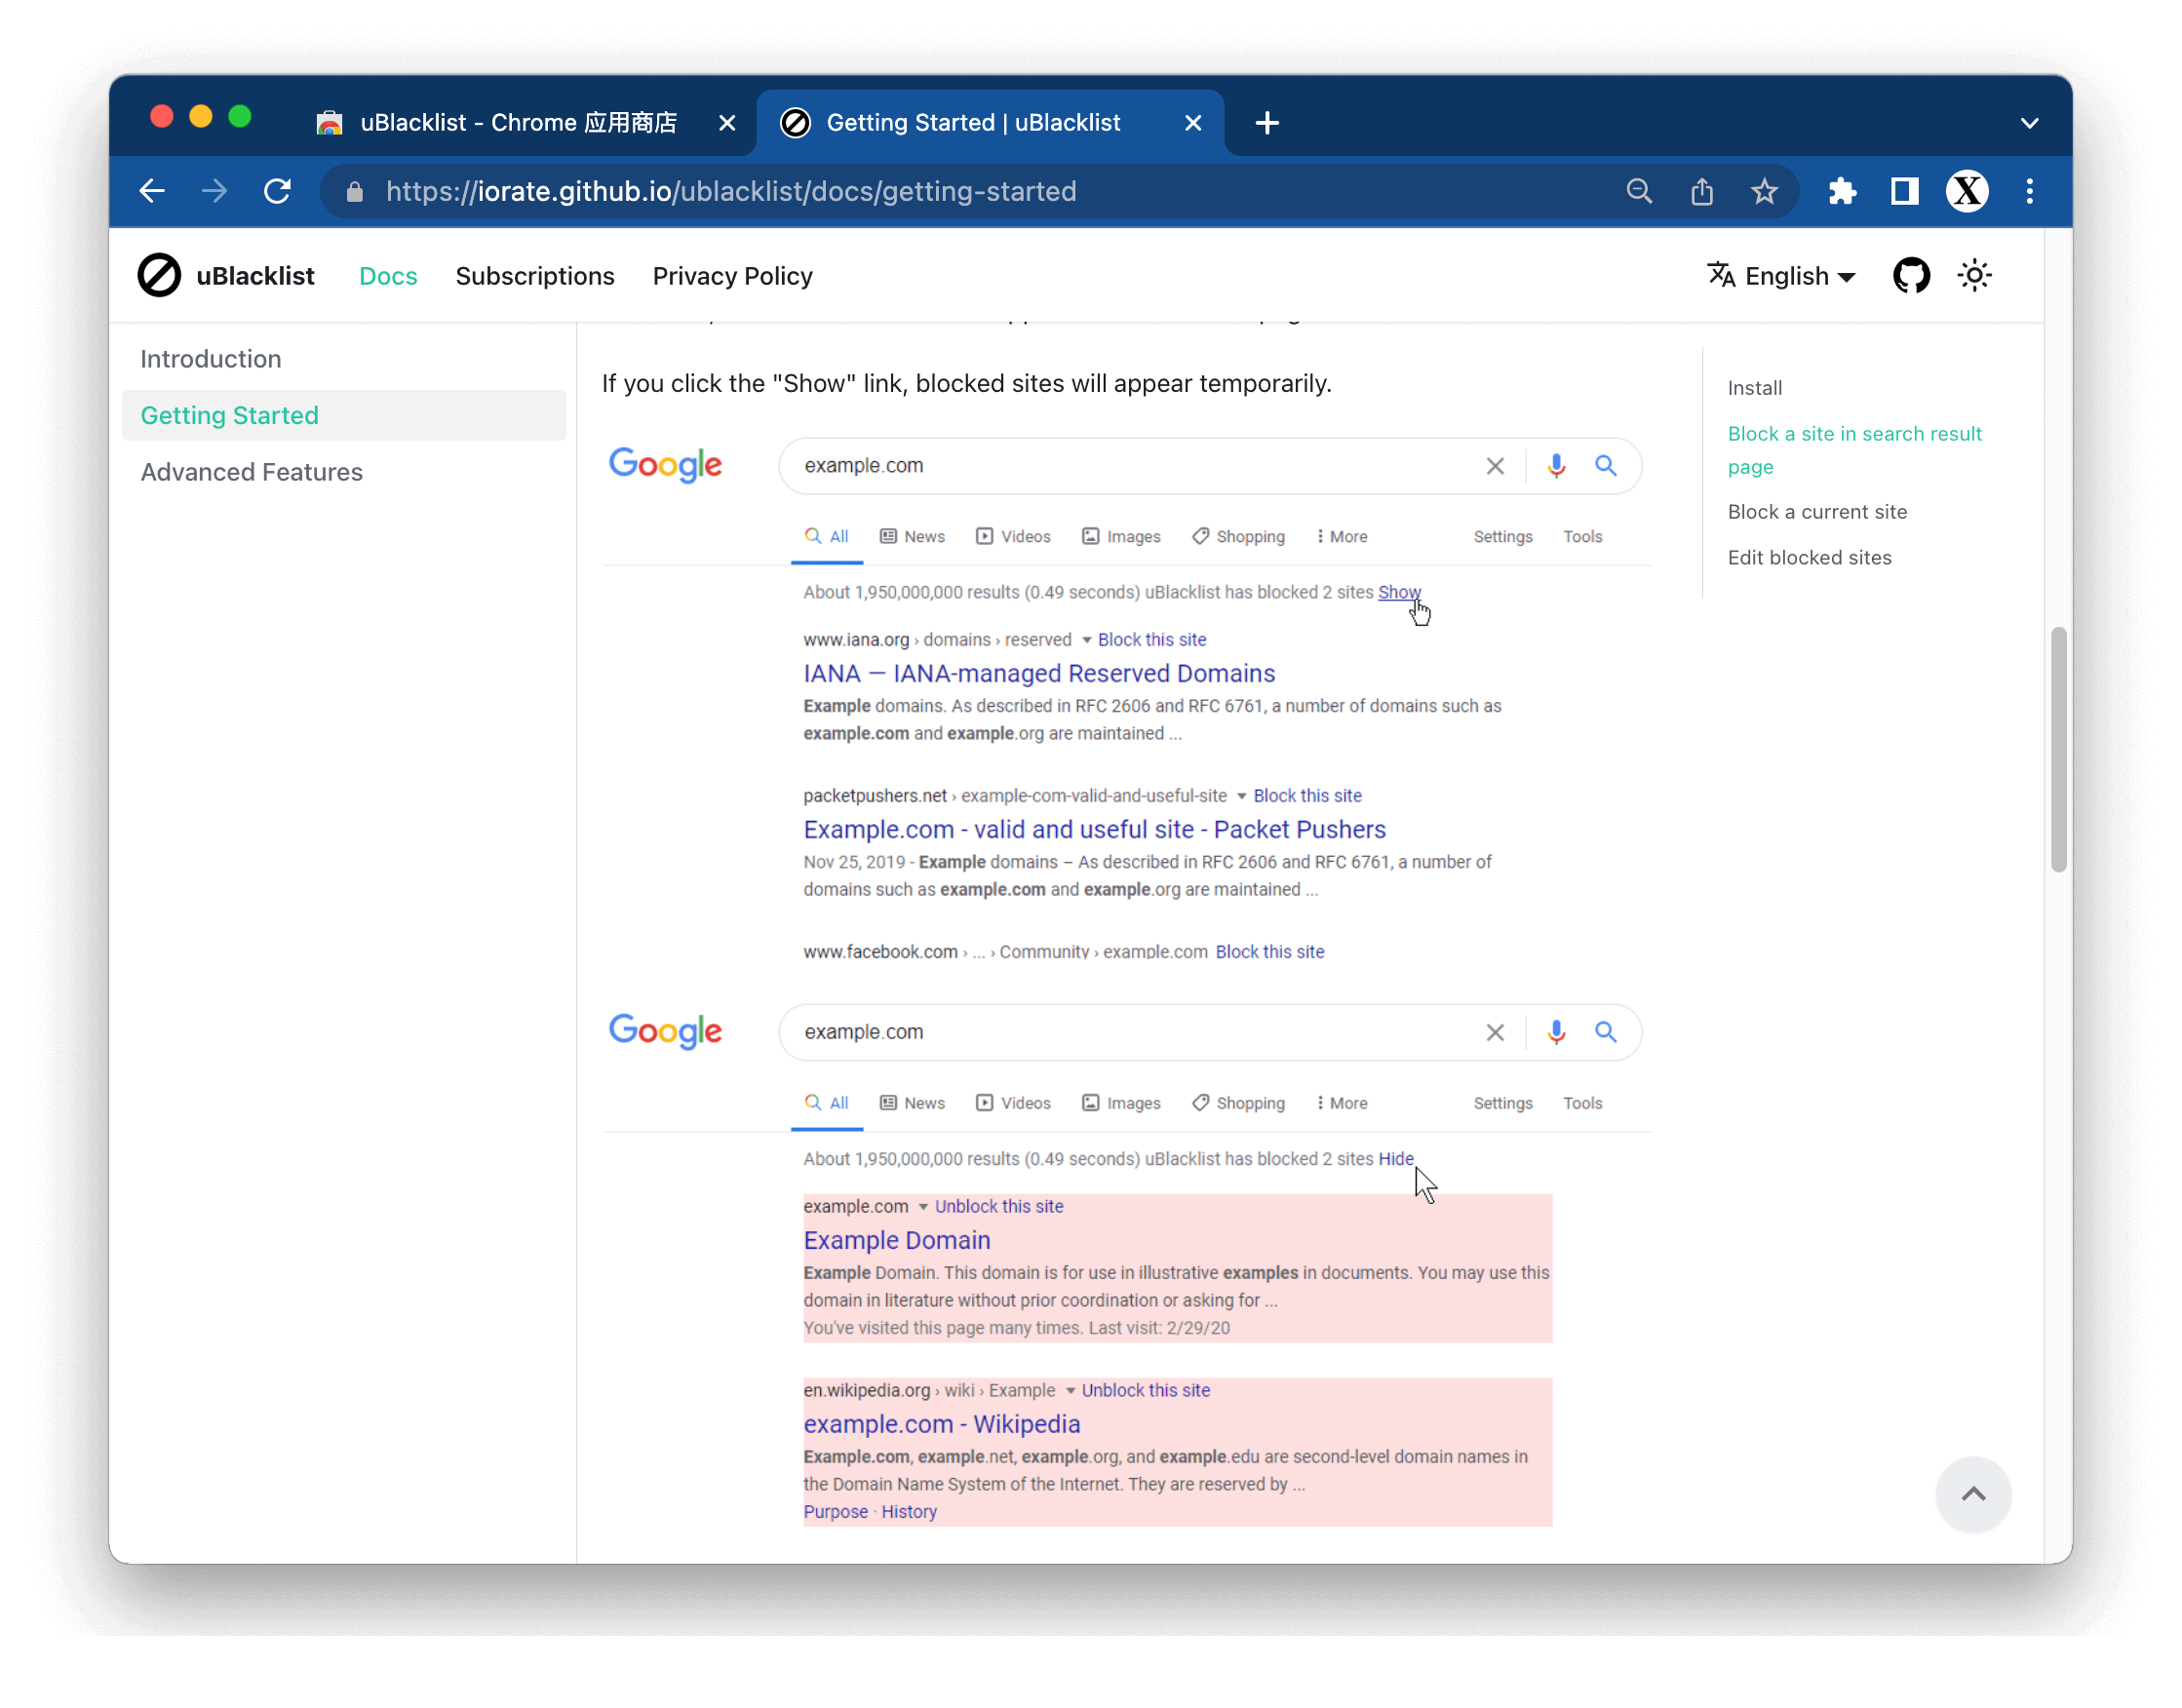 uBlacklist - Chrome 应用商店
Getting Started | uBlacklist
https://iorate.github.io/ublacklist/docs/getting-started
X
uBlacklist Docs Subscriptions Privacy Policy
English
Introduction
Getting Started
Advanced Features
If you click the "Show" link, blocked sites will appear temporarily.
Google
example.com
All News Videos Images Shopping More Settings Tools
About 1,950,000,000 results (0.49 seconds) uBlacklist has blocked 2 sites Show
www.iana.org › domains › reserved Block this site
IANA — IANA-managed Reserved Domains
Example domains. As described in RFC 2606 and RFC 6761, a number of domains such as
example.com and example.org are maintained ...
packetpushers.net › example-com-valid-and-useful-site Block this site
Example.com - valid and useful site - Packet Pushers
Nov 25, 2019 - Example domains – As described in RFC 2606 and RFC 6761, a number of
domains such as example.com and example.org are maintained ...
www.facebook.com › ... › Community › example.com Block this site
Google
example.com
All News Videos Images Shopping More Settings Tools
About 1,950,000,000 results (0.49 seconds) uBlacklist has blocked 2 sites Hide
example.com Unblock this site
Example Domain
Example Domain. This domain is for use in illustrative examples in documents. You may use this
domain in literature without prior coordination or asking for ...
You've visited this page many times. Last visit: 2/29/20
en.wikipedia.org › wiki › Example Unblock this site
example.com - Wikipedia
Example.com, example.net, example.org, and example.edu are second-level domain names in
the Domain Name System of the Internet. They are reserved by ...
Purpose · History
Install
Block a site in search result
page
Block a current site
Edit blocked sites